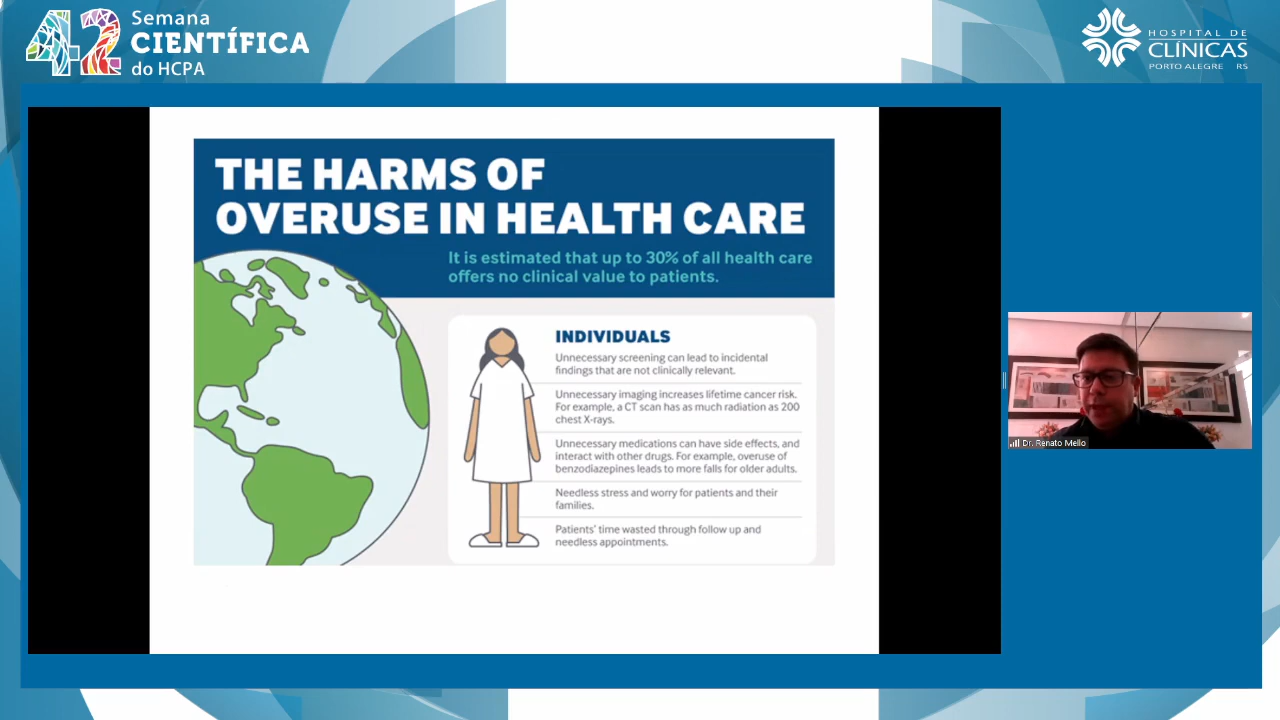 42
Semana
CIENTÍFICA
do HCPA
HOSPITAL DE
CLÍNICAS
PORTO ALEGRE RS
THE HARMS OF
OVERUSE IN HEALTH CARE
It is estimated that up to 30% of all health care
offers no clinical value to patients.
INDIVIDUALS
Unnecessary screening can lead to incidental
findings that are not clinically relevant.
Unnecessary imaging increases lifetime cancer risk.
For example, a CT scan has as much radiation as 200
chest X-rays.
Unnecessary medications can have side effects, and
interact with other drugs. For example, overuse of
benzodiazepines leads to more falls for older adults.
Needless stress and worry for patients and their
families.
Patients' time wasted through follow up and
needless appointments.
Dr. Renato Mello